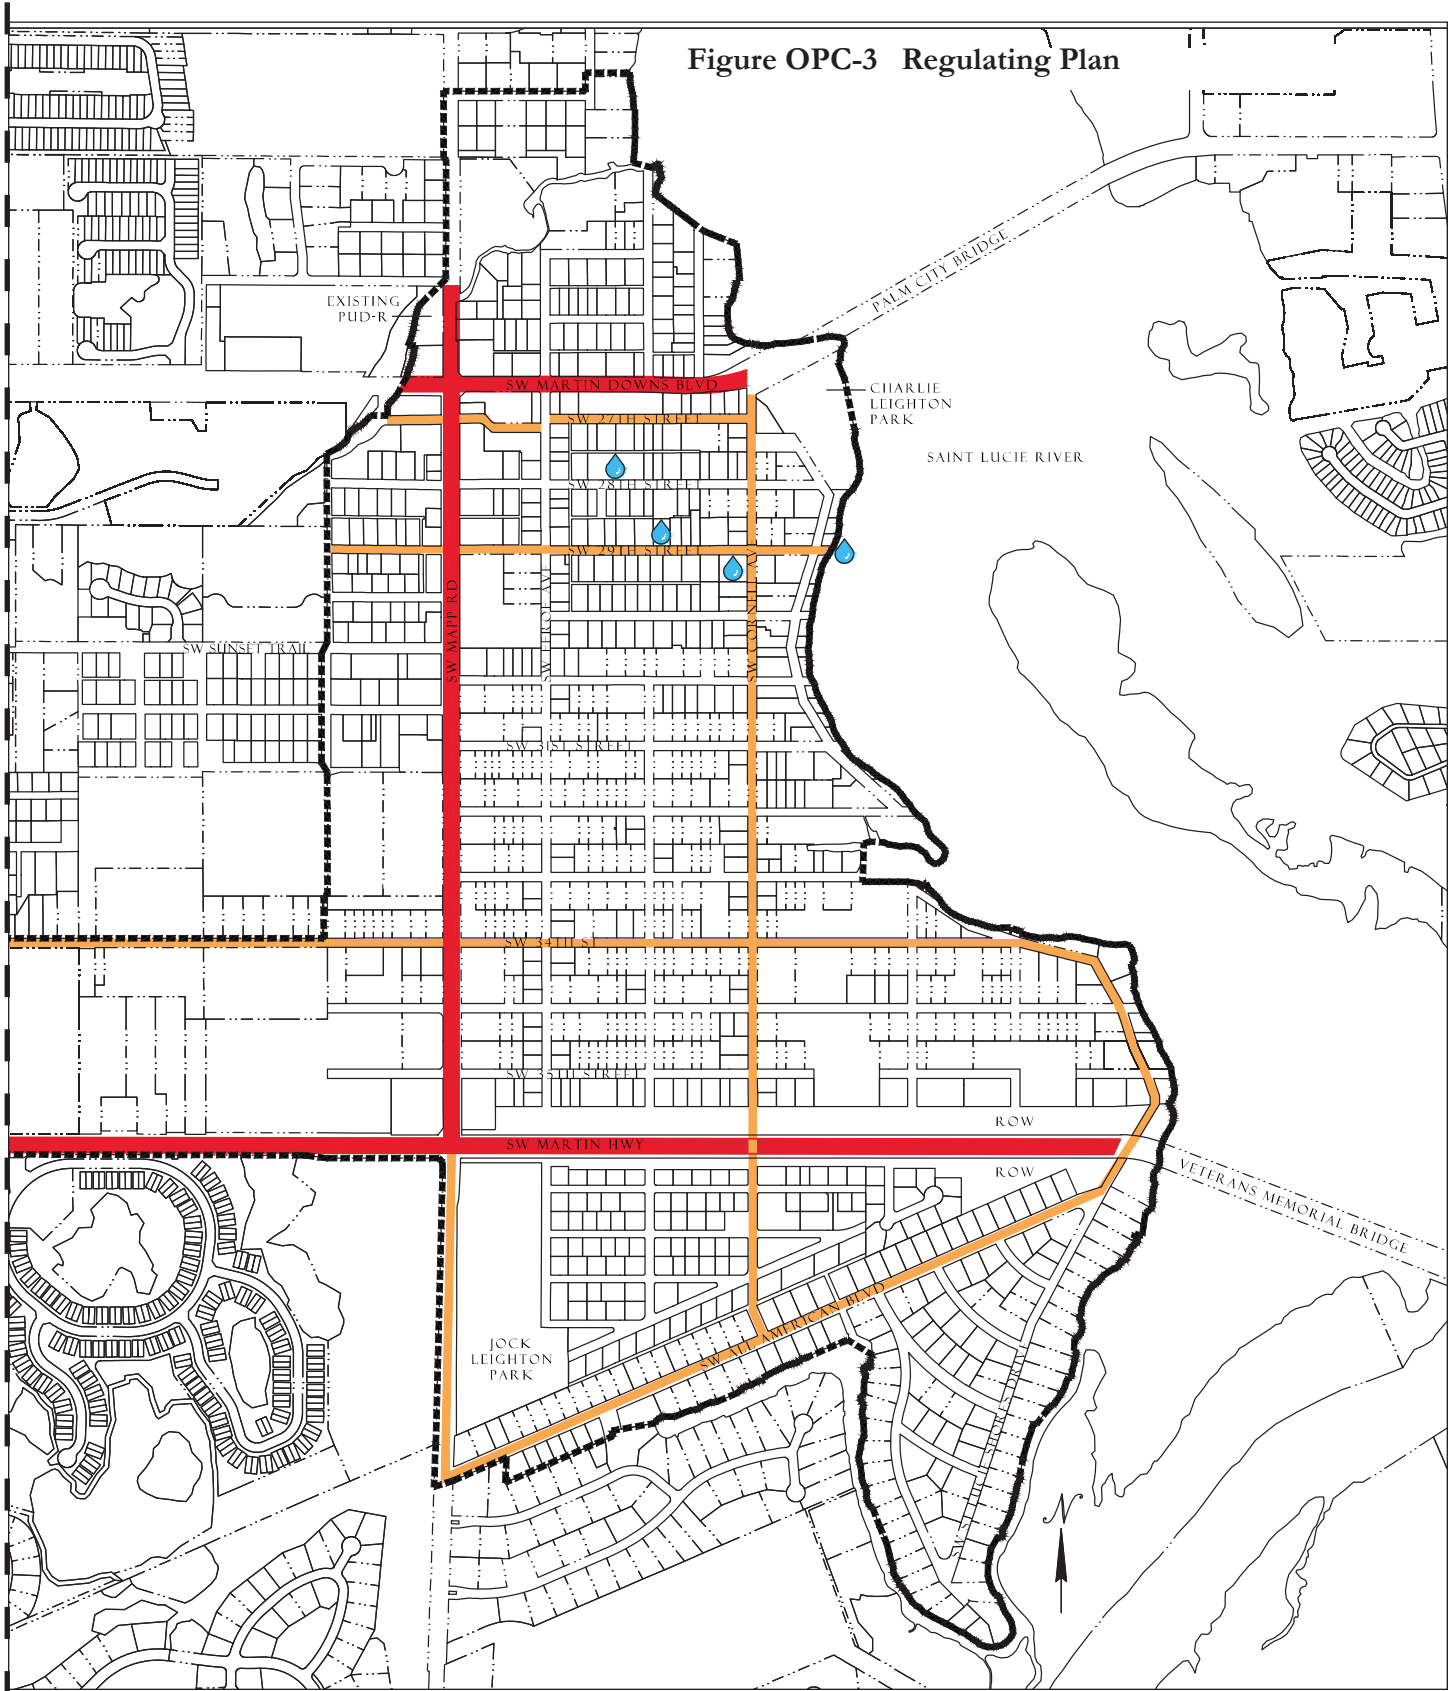 Figure OPC-3   Regulating Plan
PALM CITY BRIDGE
EXISTING
PUD-R
SW MARTIN DOWNS BLVD
CHARLIE
LEIGHTON
PARK
SW 27TH STREET
SAINT LUCIE RIVER
SW 28TH STREET
SW 29TH STREET
SW MAPP RD
SW CORNELL AVE
SW SUNSET TRAIL
SW 31ST STREET
SW 34TH ST
SW 35TH STREET
ROW
SW MARTIN HWY
ROW
VETERANS MEMORIAL BRIDGE
SW ALL AMERICAN BLVD
JOCK
LEIGHTON
PARK
N